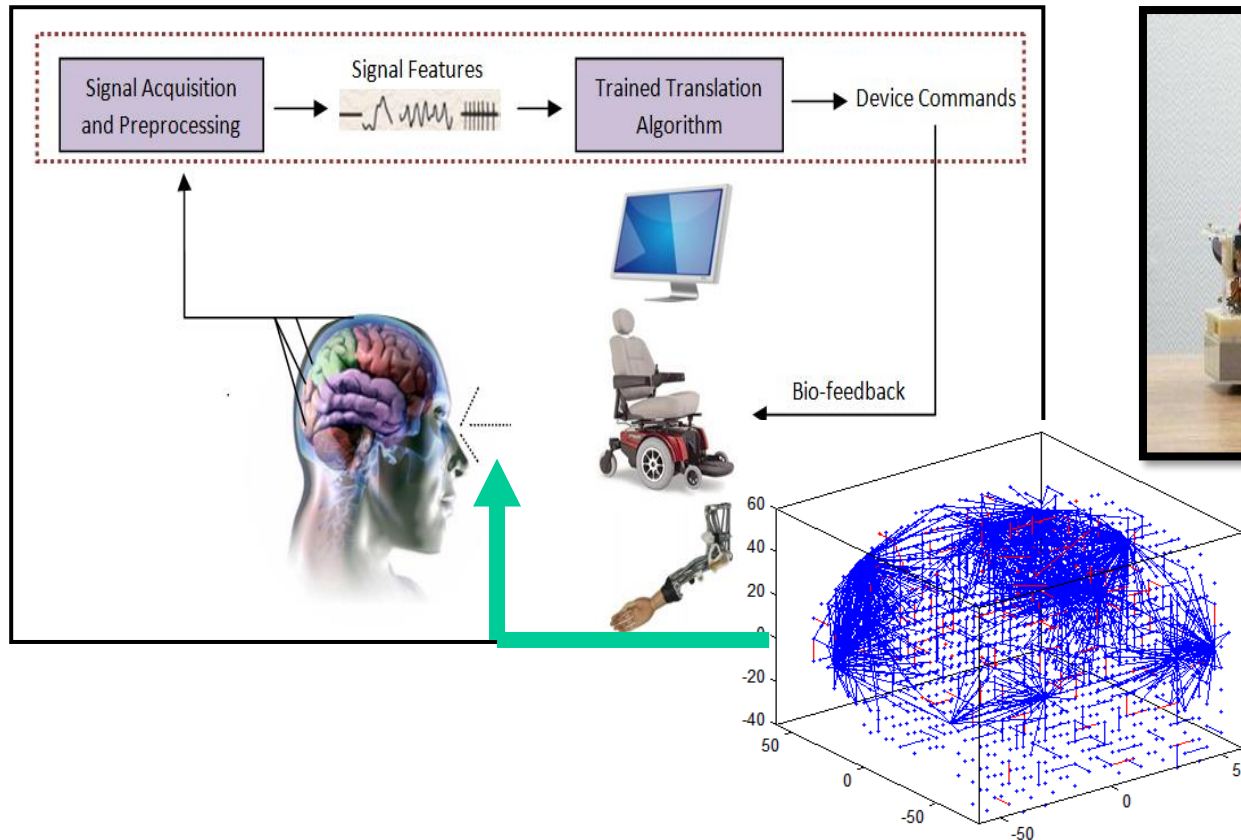 Signal Acquisition
and Preprocessing
Signal Features
Trained Translation
Algorithm
Device Commands
Bio-feedback
60
40
20
0
-20
-40
50
0
-50
-50
0
5